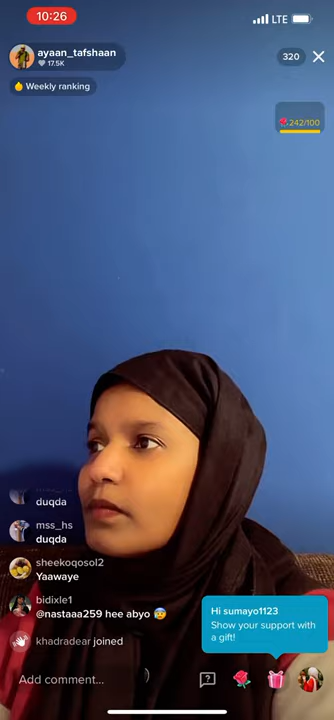 10:26
LTE
ayaan_tafshaan
17.5K
320
Weekly ranking
242/100
duqda
mss_hs
duqda
sheekoqosol2
Yaawaye
bidixle1
@nastaaa259 hee abyo
khadradear joined
Hi sumayo1123
Show your support with
a gift!
Add comment...